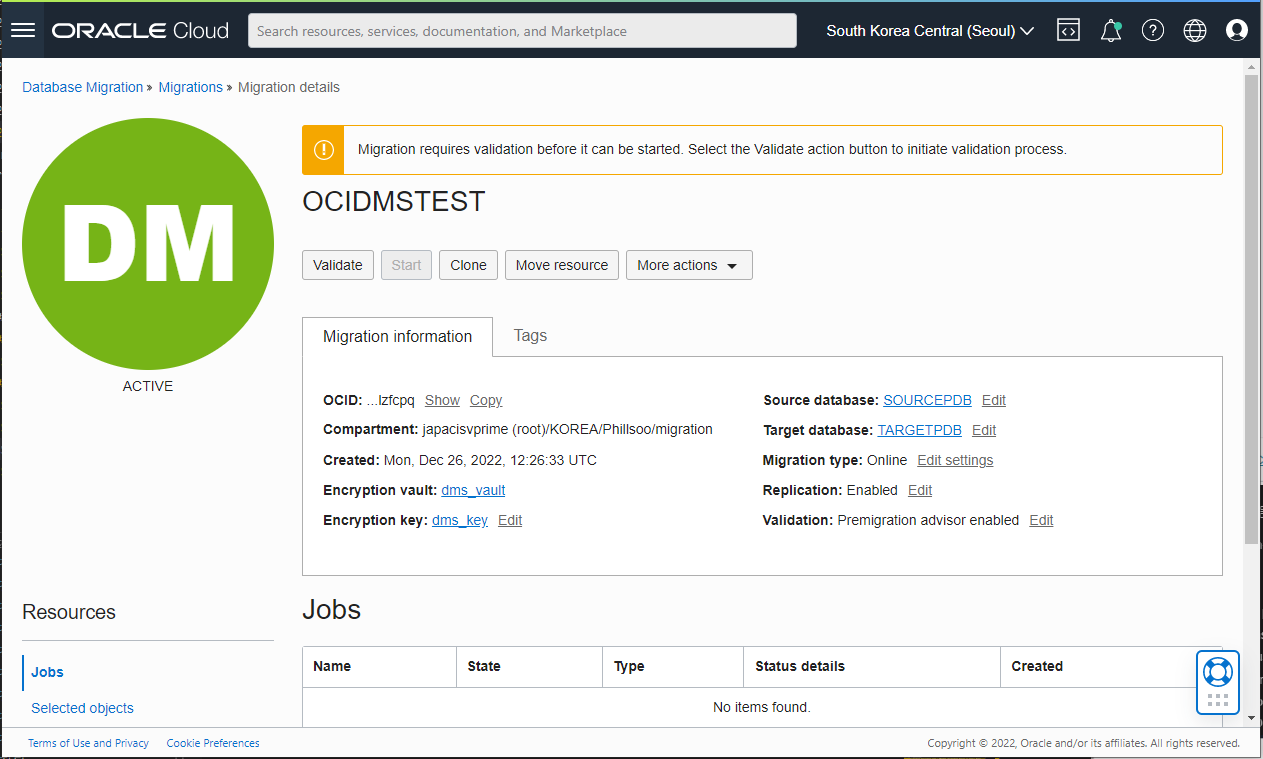 ORACLE Cloud
Search resources, services, documentation, and Marketplace
South Korea Central (Seoul)
Database Migration » Migrations » Migration details
DM
ACTIVE
Migration requires validation before it can be started. Select the Validate action button to initiate validation process.
OCIDMSTEST
Validate Start Clone Move resource More actions
Migration information Tags
OCID: ...lzfcpq Show Copy
Compartment: japacisvprime (root)/KOREA/Phillsoo/migration
Created: Mon, Dec 26, 2022, 12:26:33 UTC
Encryption vault: dms_vault
Encryption key: dms_key Edit
Source database: SOURCEPDB Edit
Target database: TARGETPDB Edit
Migration type: Online Edit settings
Replication: Enabled Edit
Validation: Premigration advisor enabled Edit
Resources
Jobs
Selected objects
Jobs
Name State Type Status details Created
No items found.
Terms of Use and Privacy Cookie Preferences
Copyright © 2022, Oracle and/or its affiliates. All rights reserved.